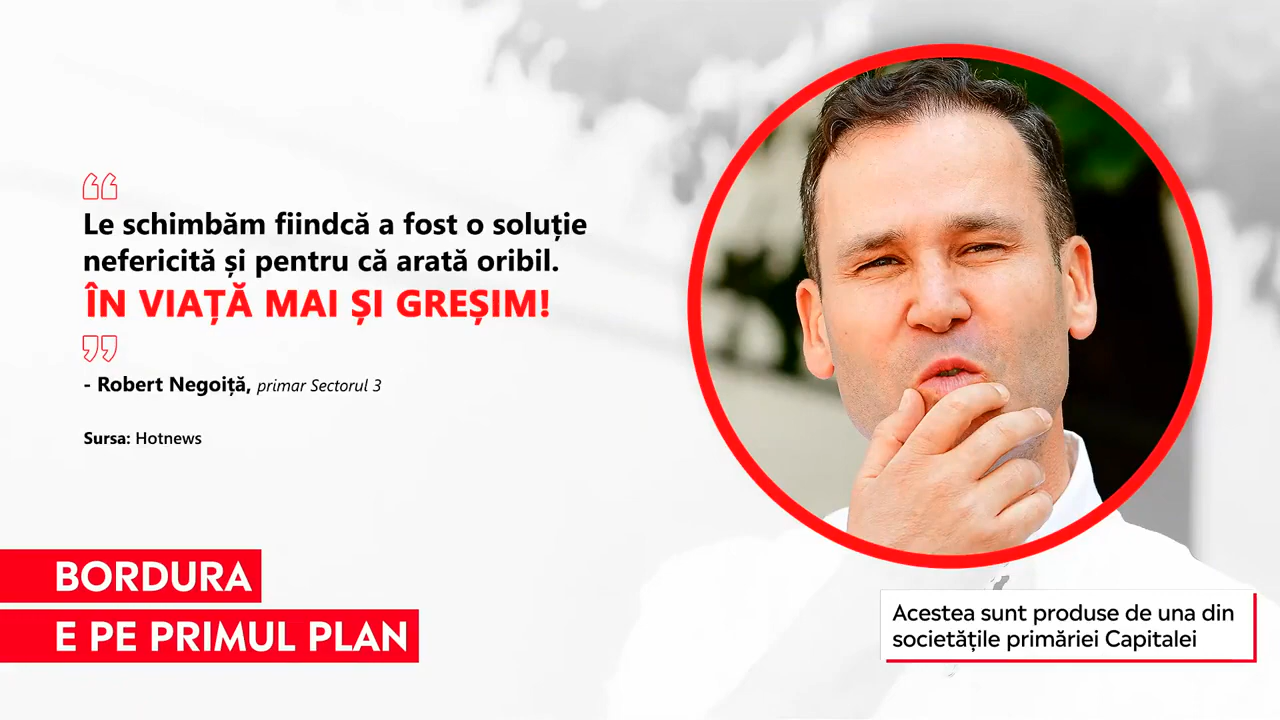 Le schimbăm fiindcă a fost o soluție
nefericită și pentru că arată oribil.
ÎN VIAȚĂ MAI ȘI GREȘIM!
- Robert Negoiță, primar Sectorul 3
Sursa: Hotnews
BORDURA
E PE PRIMUL PLAN
Acestea sunt produse de una din
societățile primăriei Capitalei